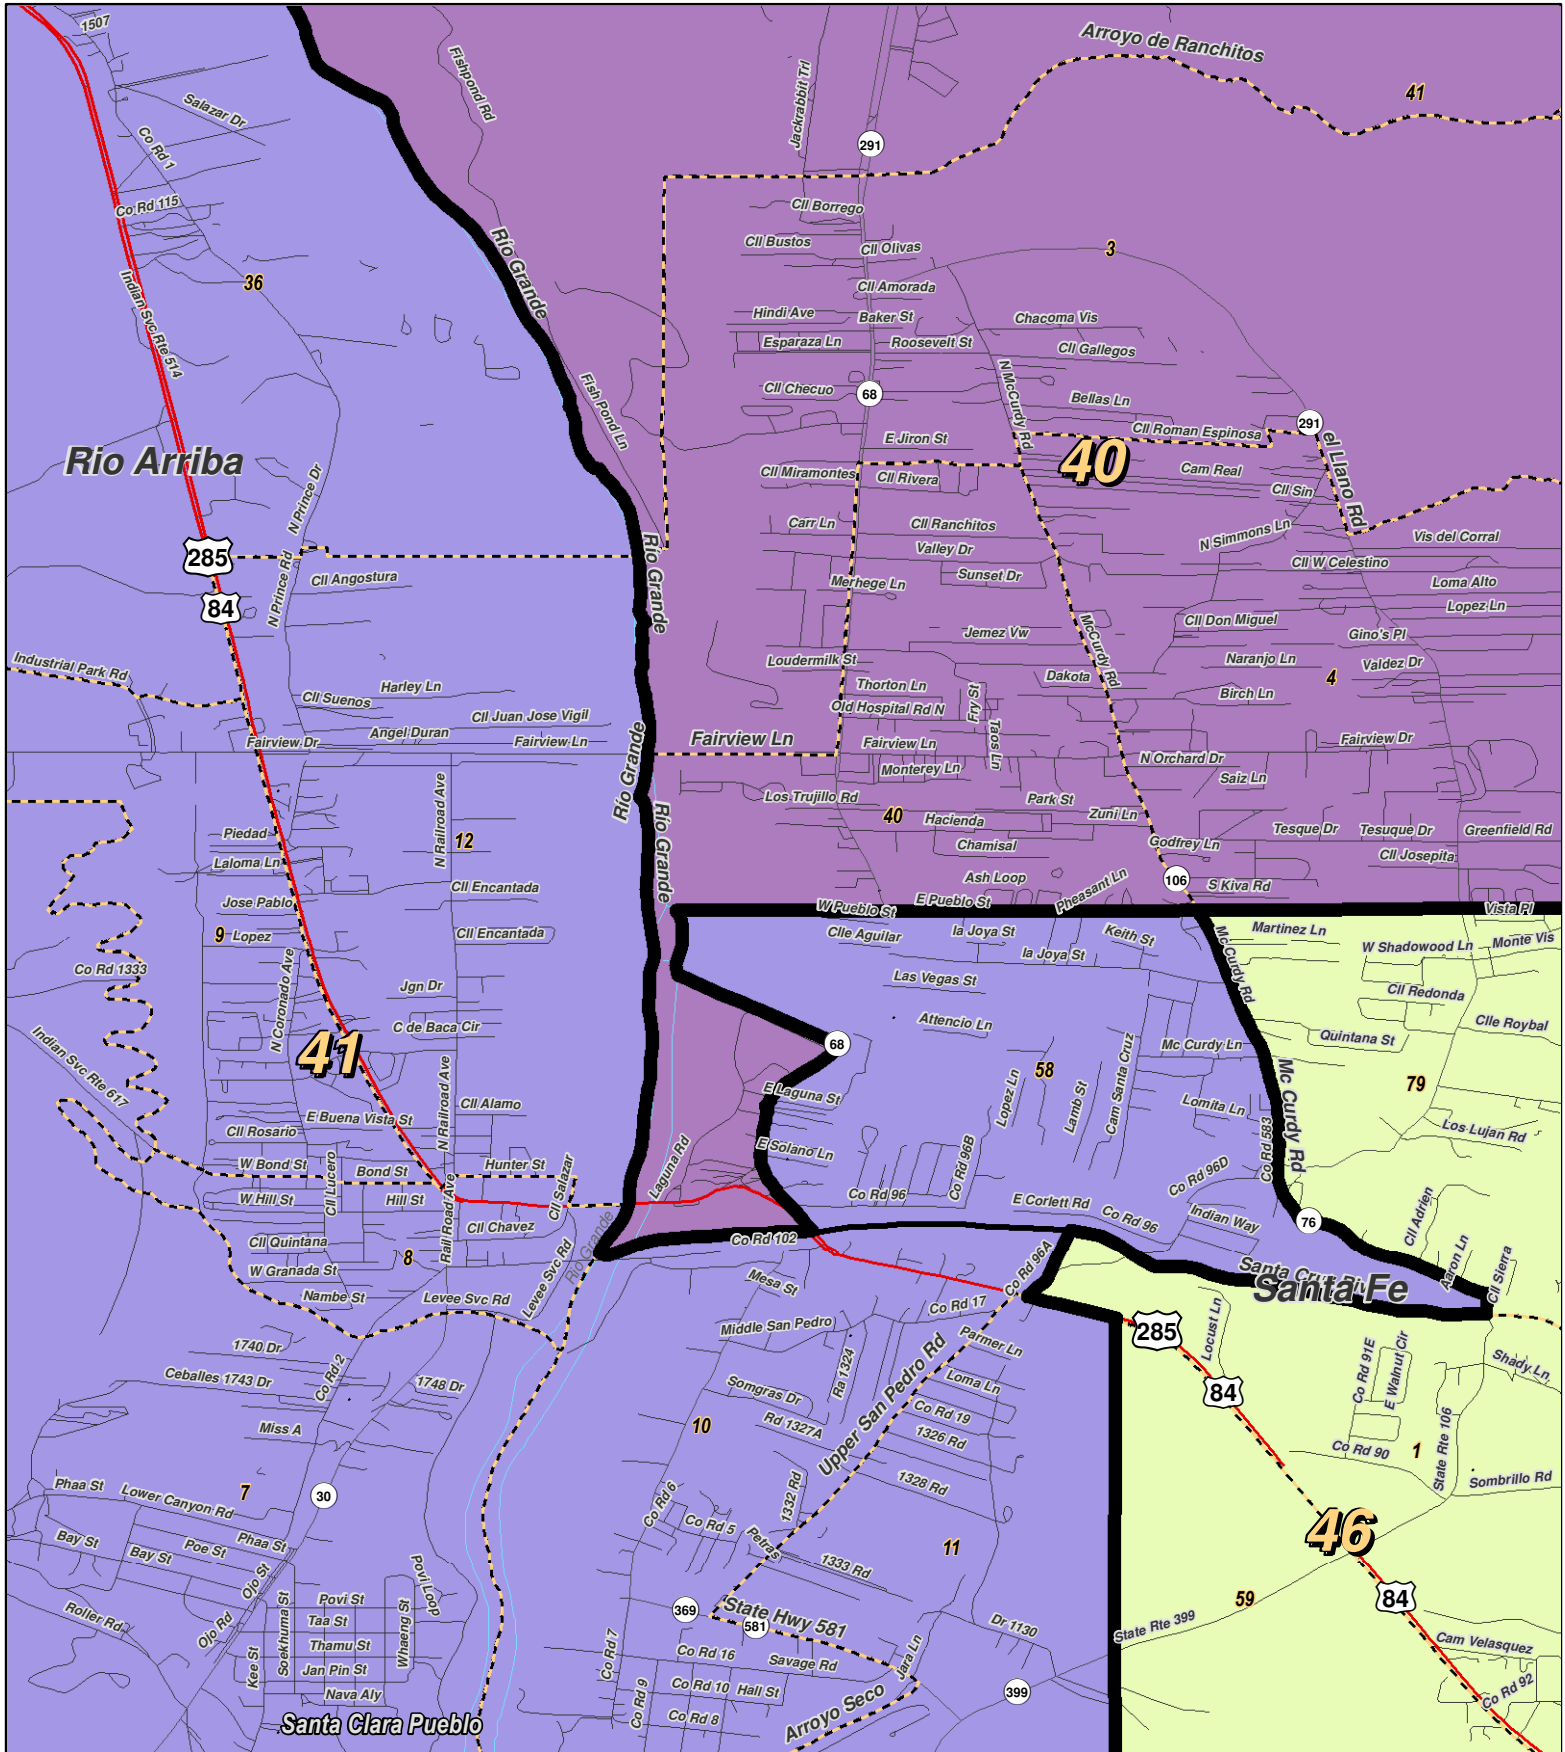 1507
Salazar Dr
Co Rd 1
Co Rd 115
36
Indian Svc Rte 514
Rio Arriba
N Prince Dr
285
84
N Prince Rd
Cll Angostura
Industrial Park Rd
Cll Suenos
Harley Ln
Cll Juan Jose Vigil
Angel Duran
Fairview Dr
Fairview Ln
N Railroad Ave
Piedad
12
Laloma Ln
Jose Pablo
Cll Encantada
9
Lopez
Cll Encantada
Co Rd 1333
N Coronado Ave
Jgn Dr
C de Baca Cir
41
Indian Svc Rte 617
N Railroad Ave
Cll Alamo
E Buena Vista St
Cll Rosario
W Bond St
Bond St
Hunter St
Cll Lucero
W Hill St
Hill St
Rail Road Ave
Cll Salazar
Cll Chavez
Cll Quintana
8
W Granada St
Nambe St
Levee Svc Rd
Levee Svc Rd
Rio Grande
1740 Dr
Co Rd 2
Ceballes 1743 Dr
1748 Dr
Miss A
Phaa St
Lower Canyon Rd
7
30
Bay St
Bay St
Poe St
Phaa St
Ojo St
Povi Loop
Roller Rd
Ojo Rd
Povi St
Taa St
Thamu St
Jan Pin St
Nava Aly
Kee St
Soekhuma St
Whaeng St
Santa Clara Pueblo
Fishpond Rd
Jackrabbit Trl
Arroyo de Ranchitos
41
291
Cll Borrego
Cll Bustos
Cll Olivas
3
Río Grande
Cll Amorada
Hindi Ave
Baker St
Chacoma Vis
Esparaza Ln
Roosevelt St
Cll Gallegos
Fish Pond Ln
Cll Checuo
68
N McCurdy Rd
Bellas Ln
Cll Roman Espinosa
291
E Jiron St
40
el Llano Rd
Cll Miramontes
Cll Rivera
Cam Real
Cll Sin
Carr Ln
Cll Ranchitos
N Simmons Ln
Vis del Corral
Río Grande
Valley Dr
Cll W Celestino
Merhege Ln
Sunset Dr
Loma Alto
Lopez Ln
McCurdy Rd
Cll Don Miguel
Jemez Vw
Gino's Pl
Loudermilk St
Naranjo Ln
Valdez Dr
Thorton Ln
Fry St
Dakota
4
Birch Ln
Old Hospital Rd N
Taos Ln
Río Grande
Fairview Ln
Fairview Ln
Fairview Dr
Monterey Ln
N Orchard Dr
Saiz Ln
Los Trujillo Rd
Park St
Río Grande
40
Hacienda
Zuni Ln
Tesque Dr
Tesuque Dr
Greenfield Rd
Chamisal
Godfrey Ln
Cll Josepita
Ash Loop
106
S Kiva Rd
W Pueblo St
E Pueblo St
Pheasant Ln
Vista Pl
Clle Aguilar
la Joya St
Keith St
Mc Curdy Rd
Martinez Ln
W Shadowood Ln
Monte Vis
la Joya St
Las Vegas St
Cll Redonda
Attencio Ln
Clle Roybal
Quintana St
68
Mc Curdy Ln
58
79
E Laguna St
Lopez Ln
Lamb St
Cam Santa Cruz
Lomita Ln
Mc Curdy Rd
Los Lujan Rd
Co Rd 583
E Solano Ln
Laguna Rd
Co Rd 96B
Co Rd 96D
Co Rd 96
E Corlett Rd
Co Rd 96
Indian Way
76
Cll Adrien
Aaron Ln
Cll Sierra
Co Rd 102
Co Rd 96A
Santa Fe
Mesa St
Co Rd 17
Middle San Pedro
Parmer Ln
285
Locust Ln
Co Rd 91E
E Walnut Cir
Shady Ln
Ra 1324
Upper San Pedro Rd
Somgras Dr
Loma Ln
84
Rd 1327A
Co Rd 19
1326 Rd
10
Co Rd 90
1
State Rte 106
Sombrillo Rd
1328 Rd
1332 Rd
Co Rd 6
Co Rd 5
Petras
1333 Rd
11
46
59
84
369
State Hwy 581
581
Dr 1130
State Rte 399
Cam Velasquez
Co Rd 7
Co Rd 16
Savage Rd
Jara Ln
Co Rd 9
Co Rd 10
Hall St
399
Co Rd 92
Co Rd 8
Arroyo Seco